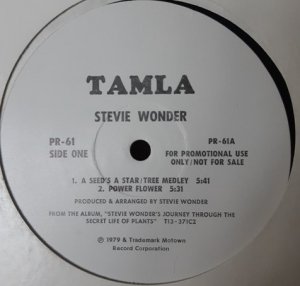 TAMLA
STEVIE WONDER
PR-61
SIDE ONE
PR-61A
FOR PROMOTIONAL USE
ONLY/NOT FOR SALE
1. A SEED'S A STAR/TREE MEDLEY 5:41
2. POWER FLOWER 5:31
PRODUCED & ARRANGED BY STEVIE WONDER
FROM THE ALBUM, "STEVIE WONDER'S JOURNEY THROUGH THE
SECRET LIFE OF PLANTS" T13-371C2
℗ 1979 & Trademark Motown
Record Corporation